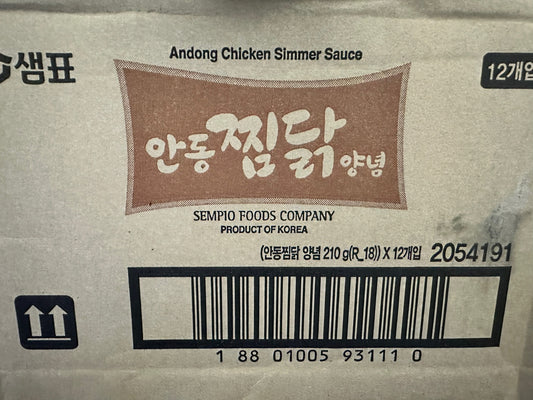 Andong Chicken Simmer Sauce
샘표
12개입
안동찜닭양념
SEMPIO FOODS COMPANY
PRODUCT OF KOREA
(안동찜닭 양념 210 g(R_18)) X 12개입 2054191
1 88 01005 93111 0